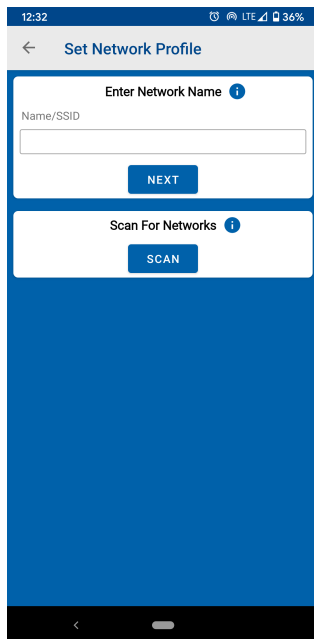 12:32 LTE 36%
Set Network Profile
Enter Network Name
Name/SSID
NEXT
Scan For Networks
SCAN